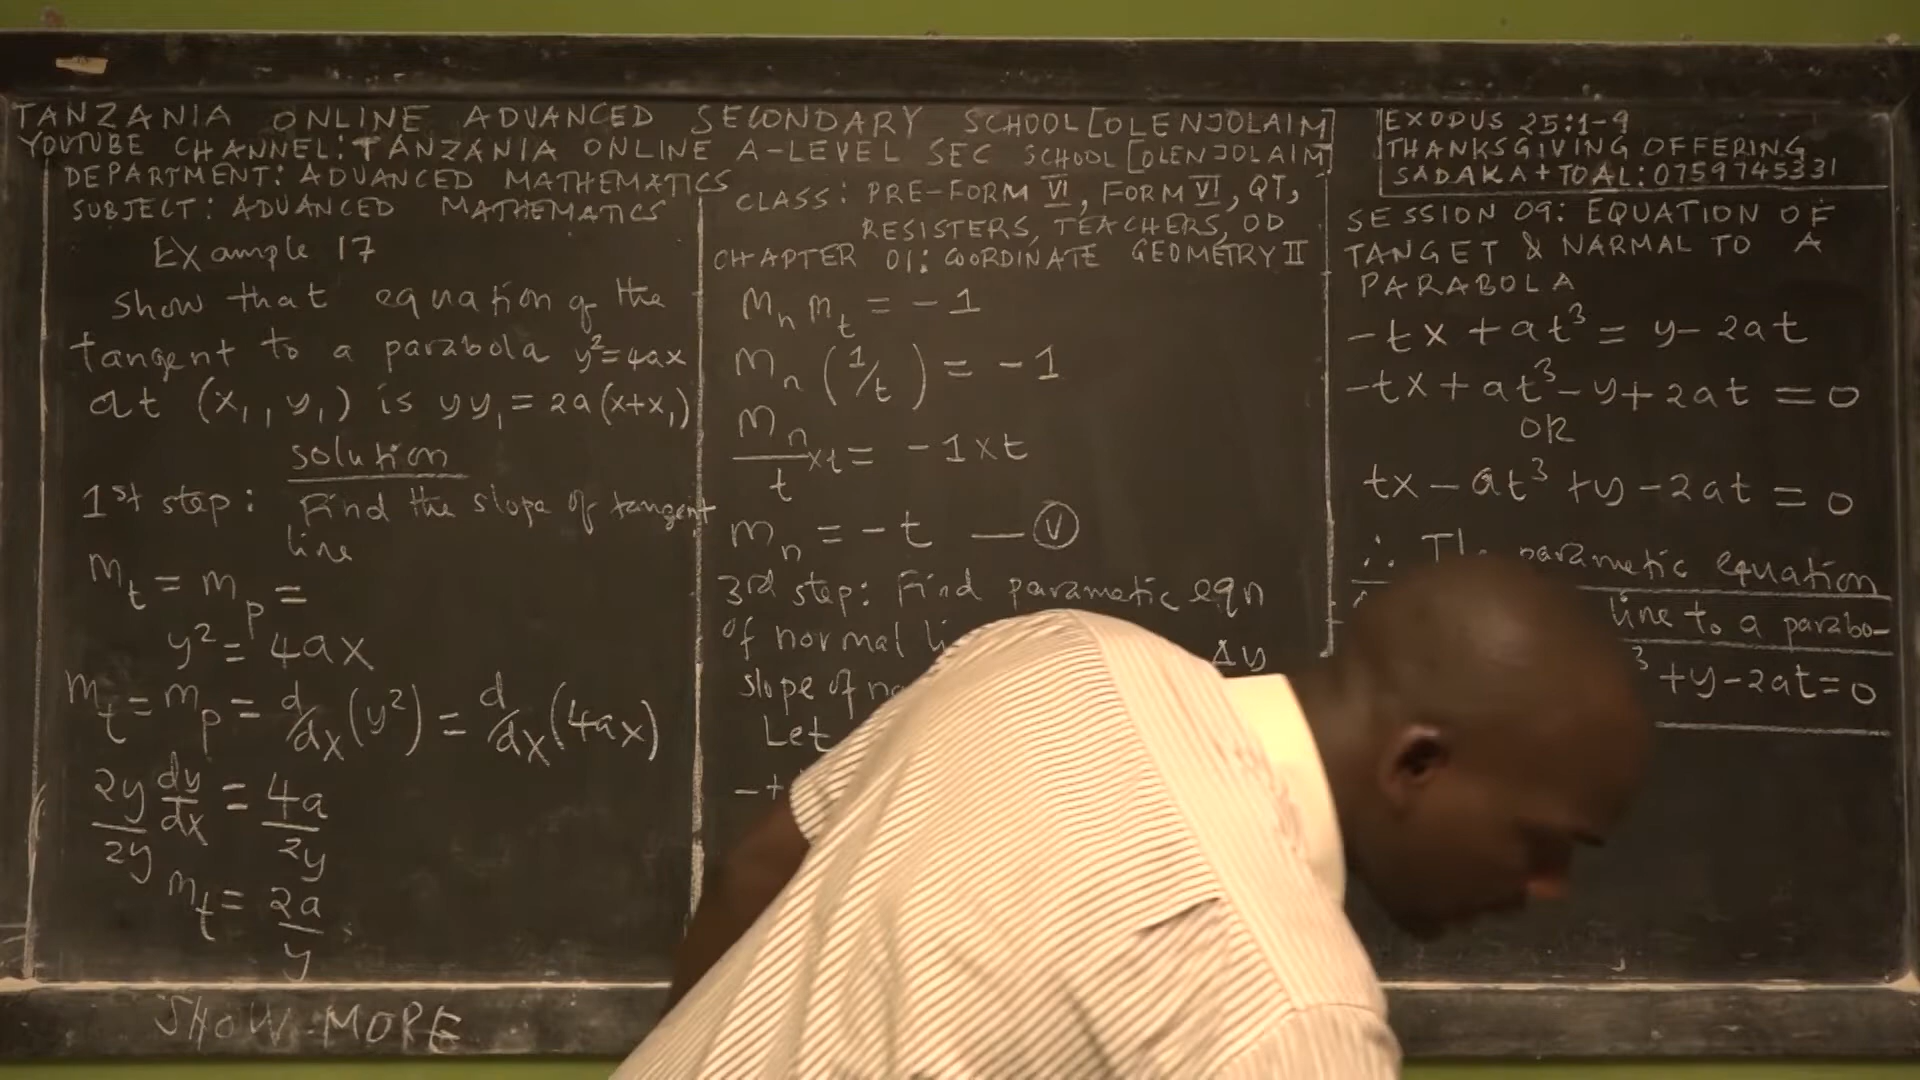 TANZANIA ONLINE ADVANCED SECONDARY SCHOOL [OLENJOLAIM]
YOUTUBE CHANNEL: TANZANIA ONLINE A-LEVEL SEC SCHOOL [OLENJOLAIM]
DEPARTMENT: ADVANCED MATHEMATICS
SUBJECT: ADVANCED MATHEMATICS
CLASS: PRE-FORM VI, FORM VI, QT,
RESISTERS, TEACHERS, OD
CHAPTER 01: COORDINATE GEOMETRY II
EXODUS 25:1-9
THANKSGIVING OFFERING
SADAKA + TOAL: 0759745331
SESSION 09: EQUATION OF
TANGET & NARMAL TO A
PARABOLA
Example 17
Show that equation of the
tangent to a parabola y²=4ax
at (x₁, y₁) is yy₁ = 2a(x+x₁)
solution
1st step: Find the slope of tangent
line
m_t = m_p =
y² = 4ax
m_t = m_p = d/dx(y²) = d/dx(4ax)
2y/2y dy/dx = 4a/2y
m_t = 2a/y
SHOW MORE
m_n m_t = -1
m_n (1/t) = -1
m_n/t × t = -1 × t
m_n = -t — (V)
3rd step: Find parametic eqn
of normal
slope of
Δy
Let
-t
-tx + at³ = y - 2at
-tx + at³ - y + 2at = 0
OR
tx - at³ + y - 2at = 0
∴ The parametic equation
line to a parabo-
³ + y - 2at = 0